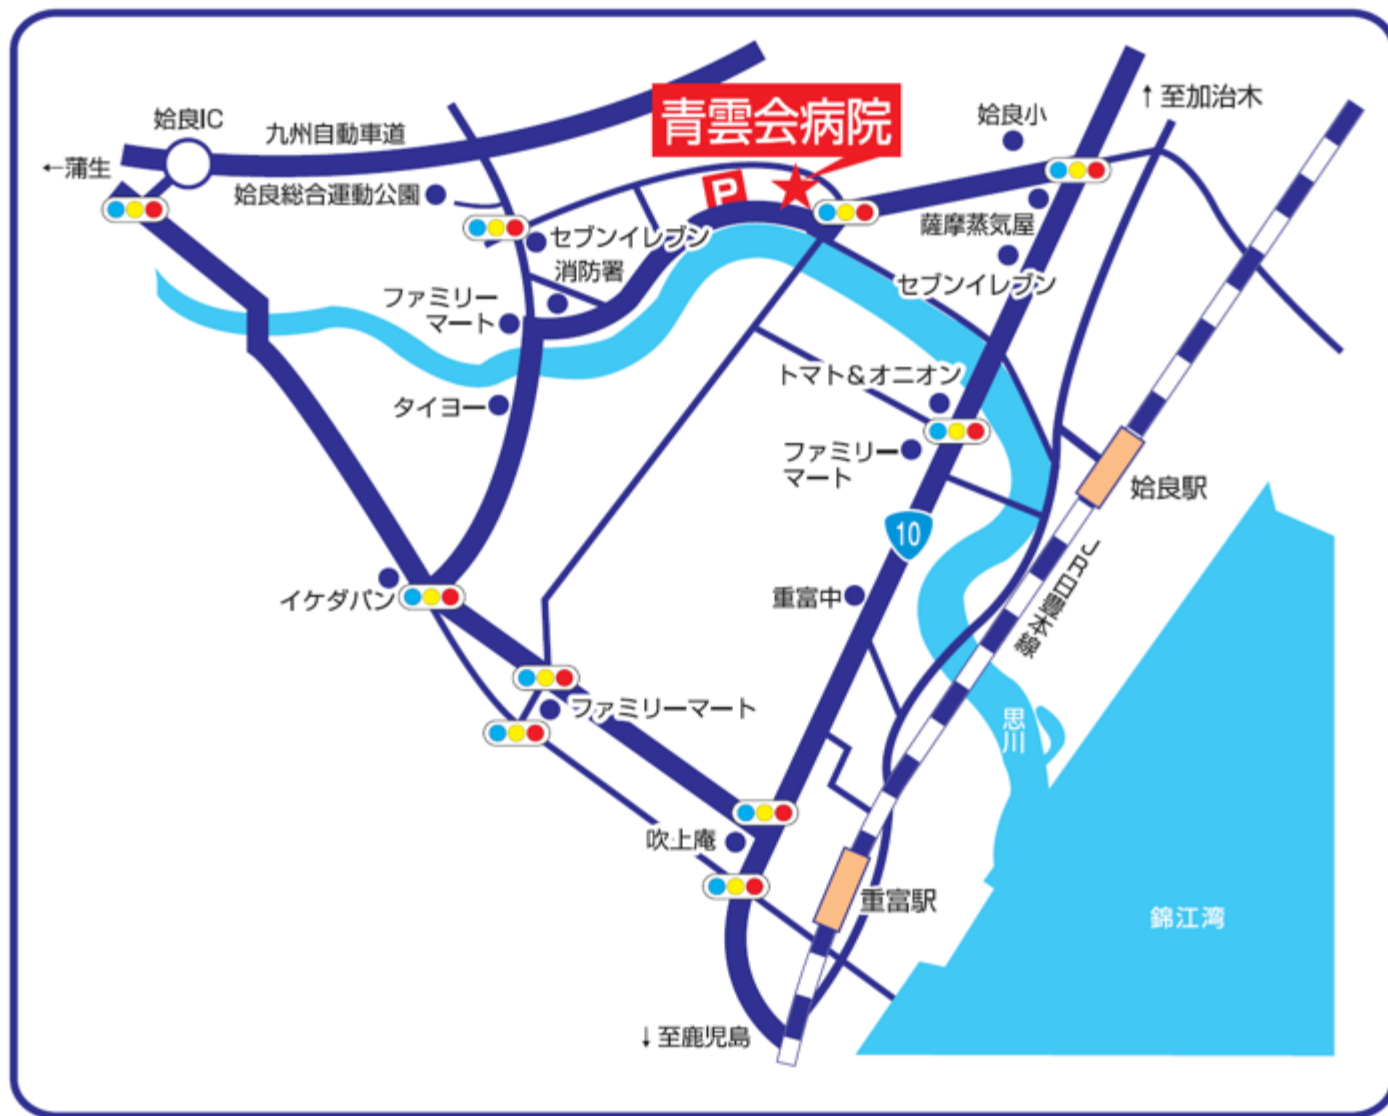 青雲会病院
↑至加治木
姶良小
姶良IC
九州自動車道
←蒲生
P
姶良総合運動公園
薩摩蒸気屋
セブンイレブン
消防署
セブンイレブン
ファミリー
マート
トマト&オニオン
タイヨー
ファミリー
マート
姶良駅
10
JR日豊本線
イケダパン
重富中
ファミリーマート
思川
吹上庵
重富駅
錦江湾
↓至鹿児島